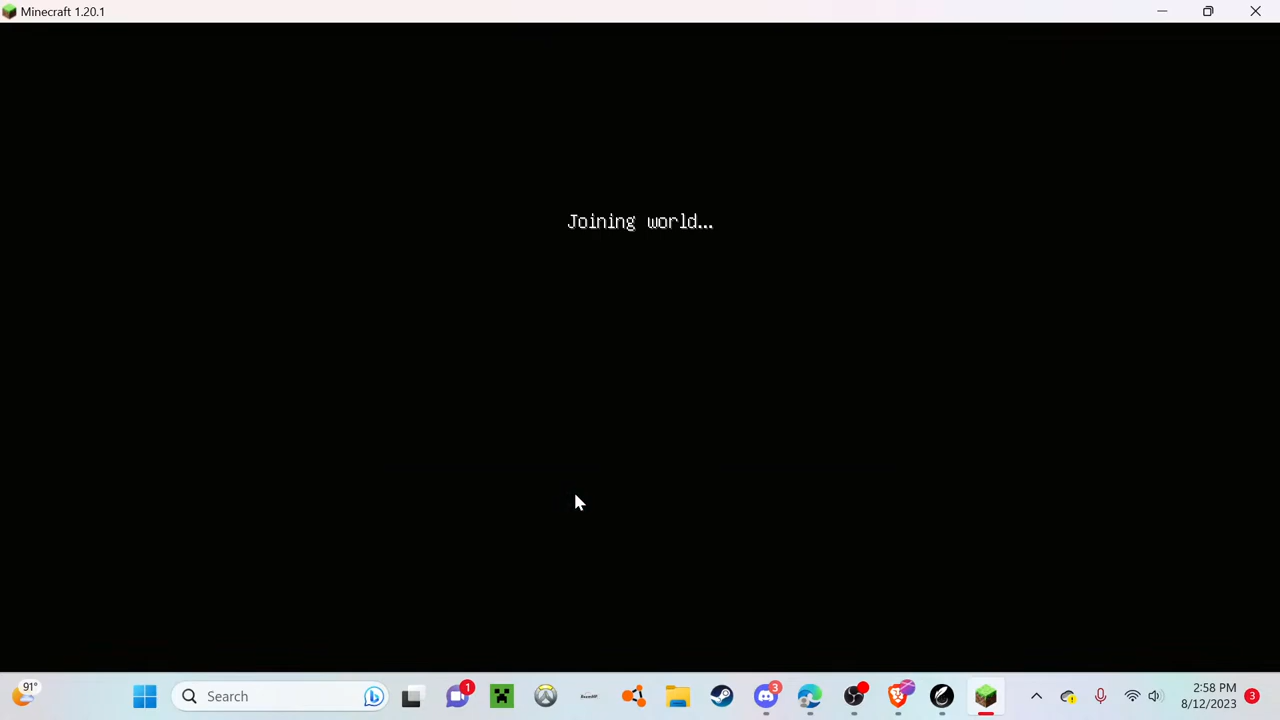 Minecraft 1.20.1
Joining world...
91°
Search
1
3
2:58 PM
8/12/2023
3